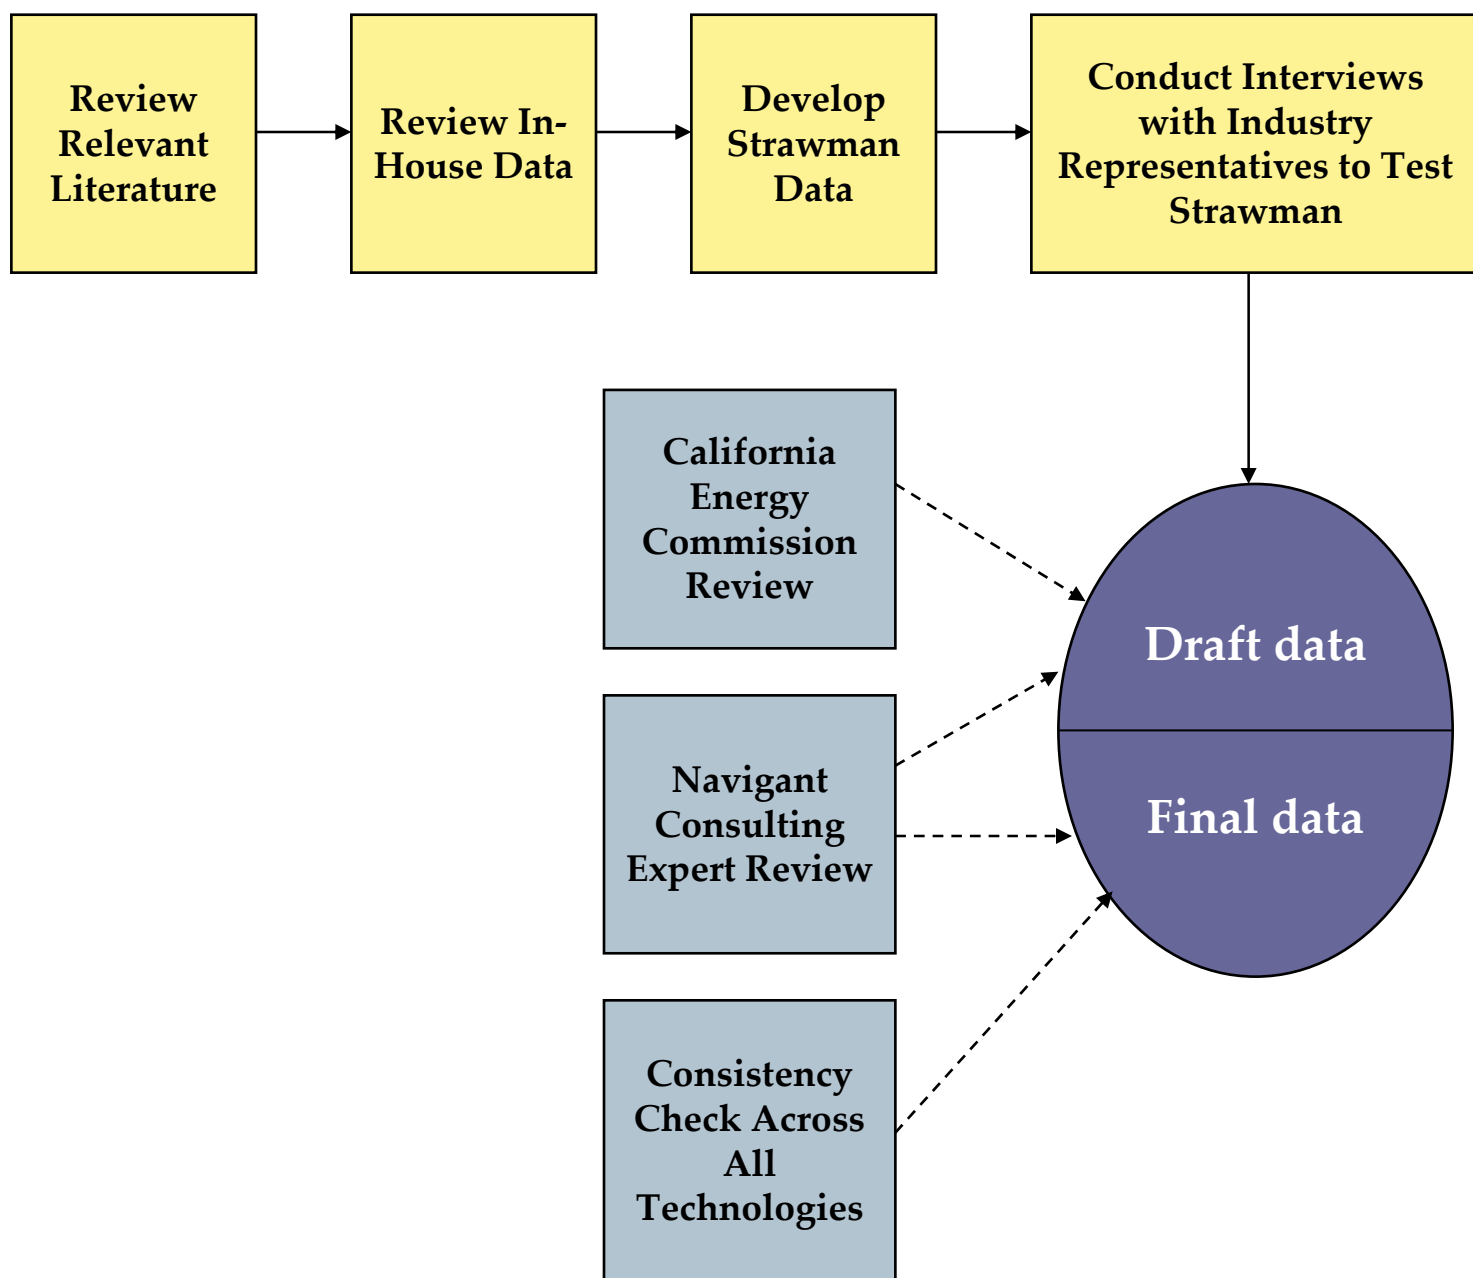 Review
Relevant
Literature
Review In-
House Data
Develop
Strawman
Data
Conduct Interviews
with Industry
Representatives to Test
Strawman
California
Energy
Commission
Review
Draft data
Navigant
Consulting
Expert Review
Final data
Consistency
Check Across
All
Technologies